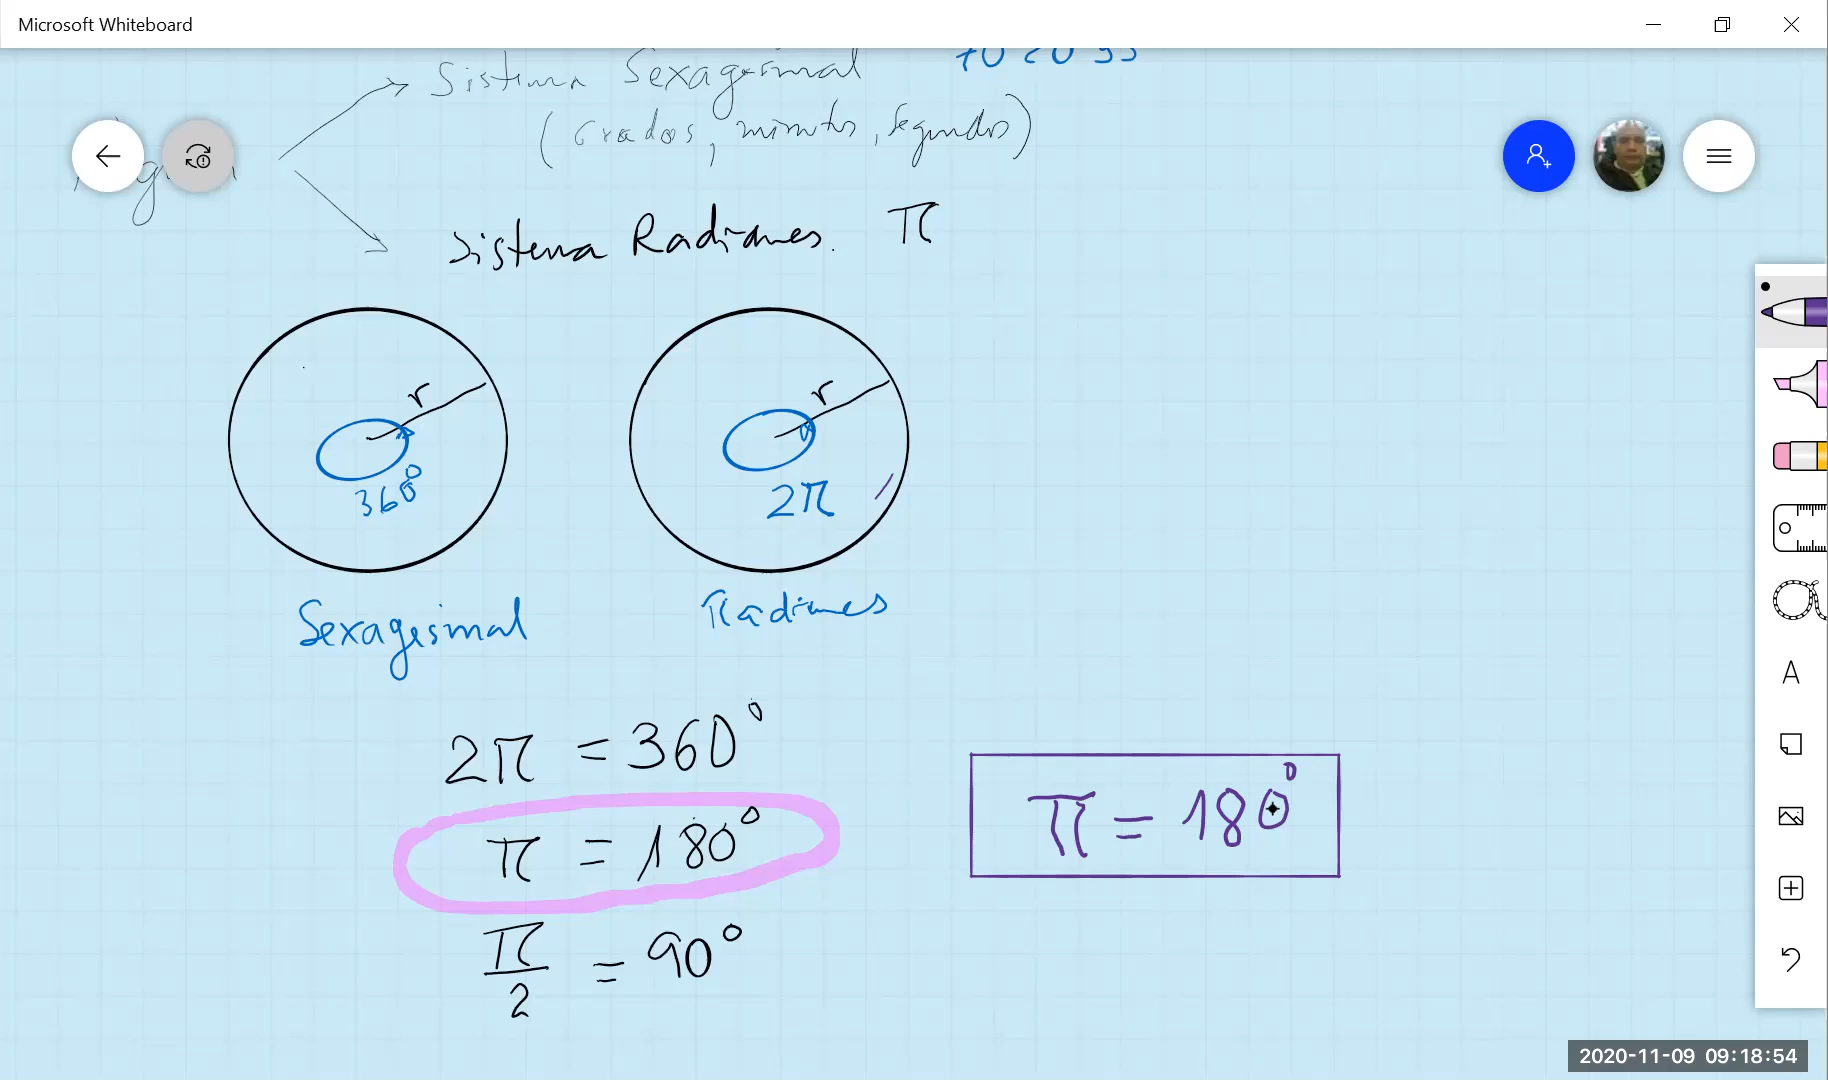 Microsoft Whiteboard
Sistema Sexagesimal
(Grados, minutos, segundos)
Sistema Radianes. π
r
360°
r
2π
Sexagesimal
Radianes
2π = 360°
π = 180°
π = 180°
π/2 = 90°
A
2020-11-09 09:18:54